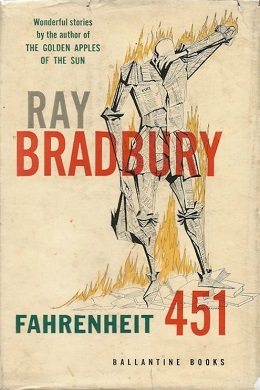 Wonderful stories
by the author of
THE GOLDEN APPLES
OF THE SUN
RAY
BRADBURY
FAHRENHEIT 451
BALLANTINE BOOKS